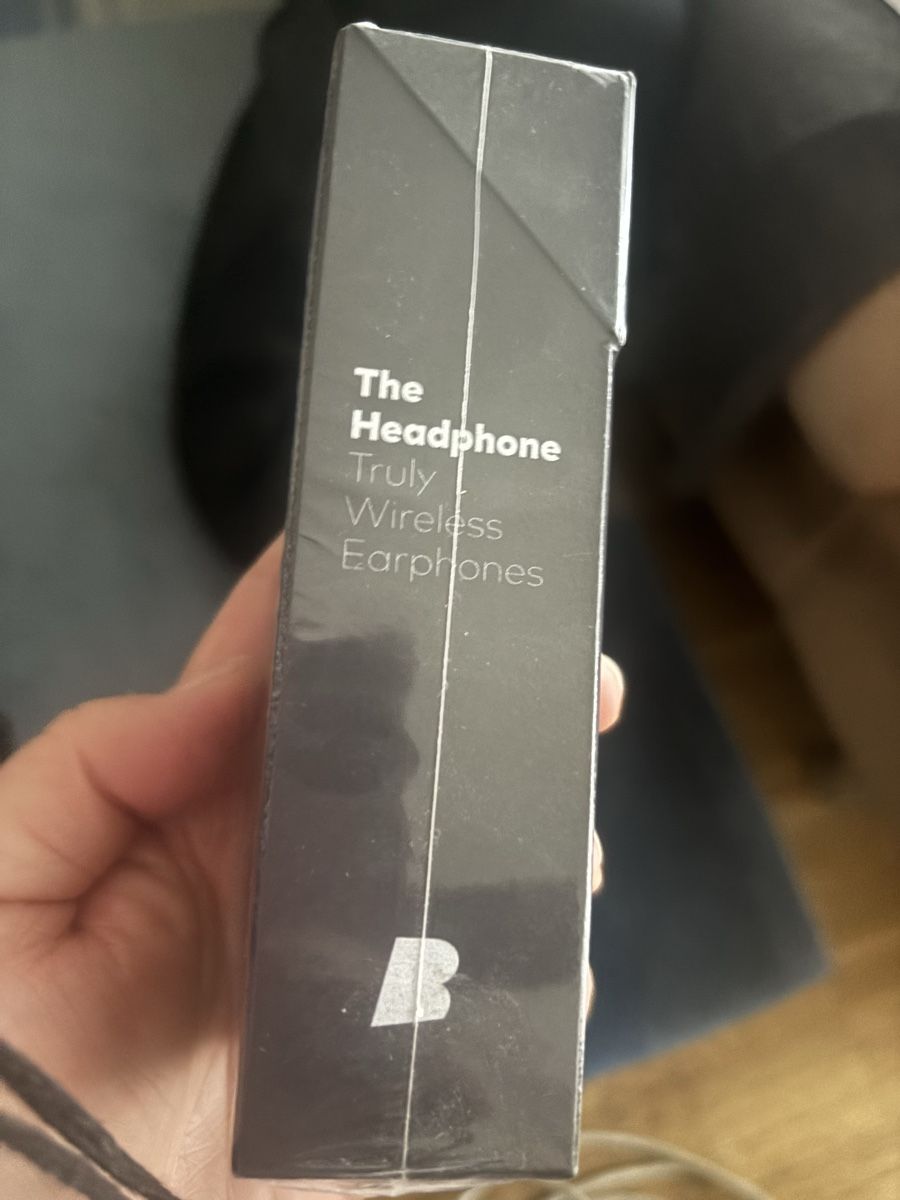 The
Headphone
Truly
Wireless
Earphones
B